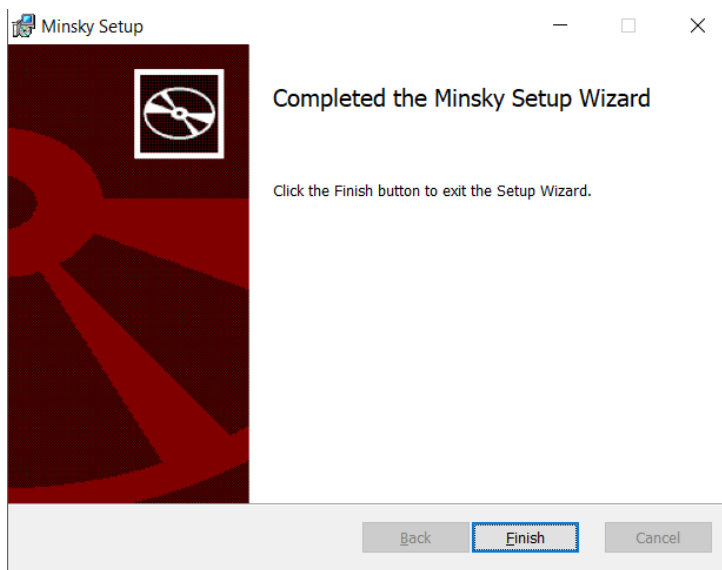 Minsky Setup
Completed the Minsky Setup Wizard
Click the Finish button to exit the Setup Wizard.
Back
Finish
Cancel